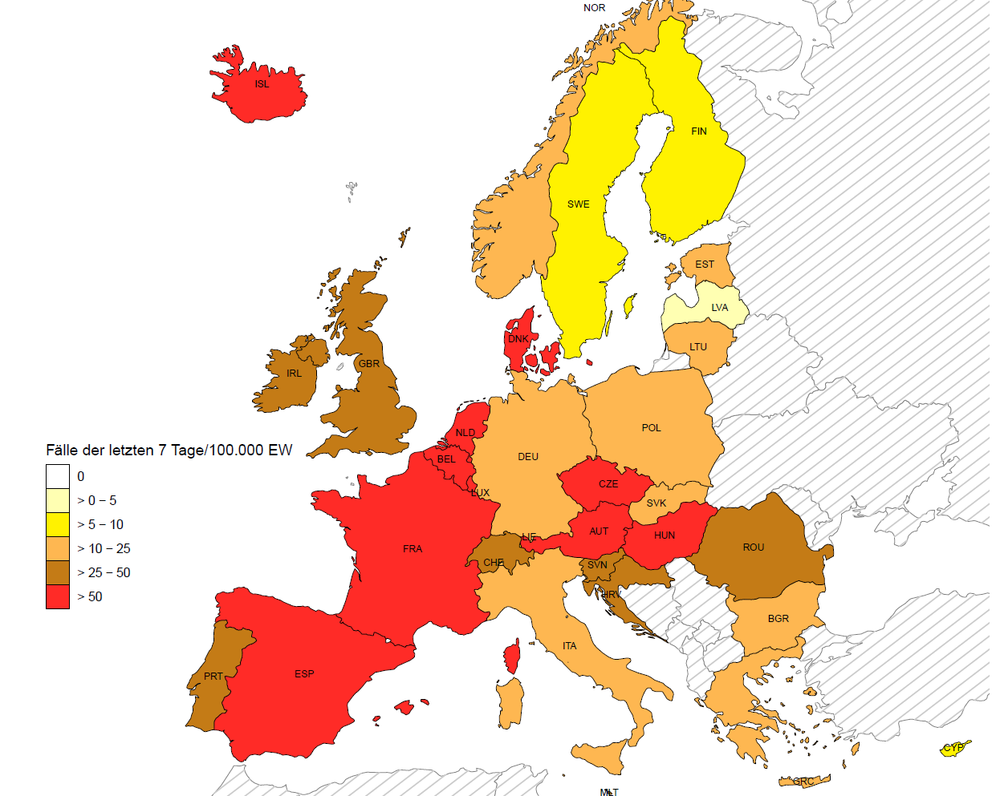 NOR
ISL
FIN
SWE
EST
LVA
DNK
LTU
GBR
IRL
POL
NLD
Fälle der letzten 7 Tage/100.000 EW
BEL
DEU
0
CZE
LUX
> 0 – 5
SVK
> 5 – 10
AUT
HUN
LIE
> 10 – 25
FRA
ROU
CHE
SVN
> 25 – 50
HRV
> 50
BGR
ITA
ESP
PRT
CYP
GRC
MLT